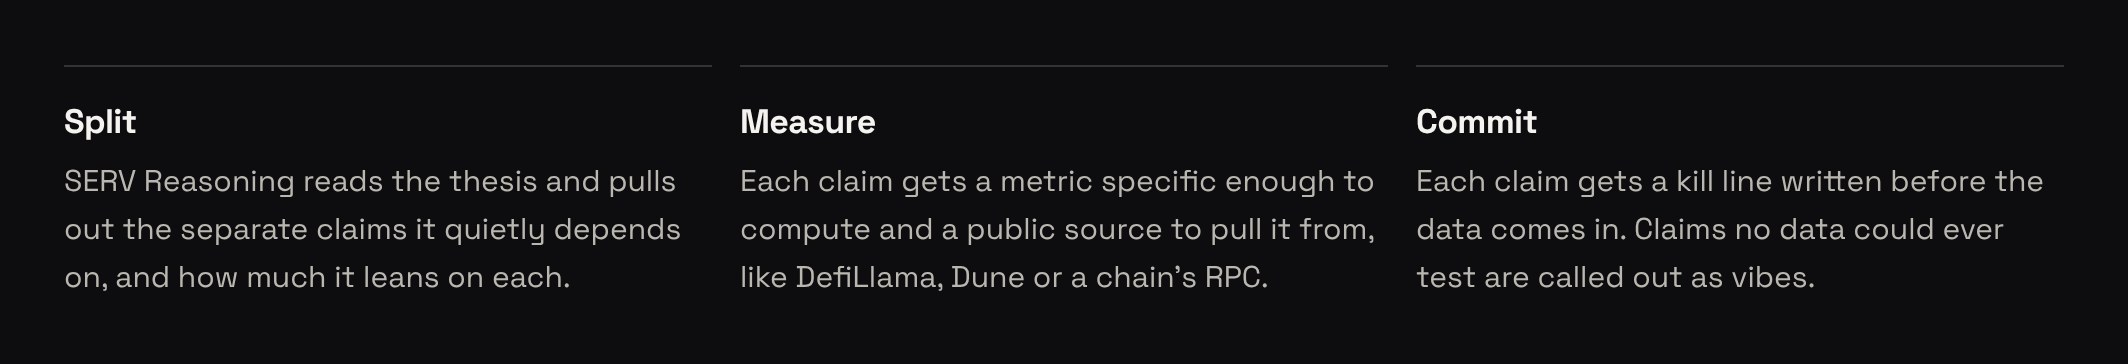 Split
SERV Reasoning reads the thesis and pulls
out the separate claims it quietly depends
on, and how much it leans on each.
Measure
Each claim gets a metric specific enough to
compute and a public source to pull it from,
like DefiLlama, Dune or a chain’s RPC.
Commit
Each claim gets a kill line written before the
data comes in. Claims no data could ever
test are called out as vibes.